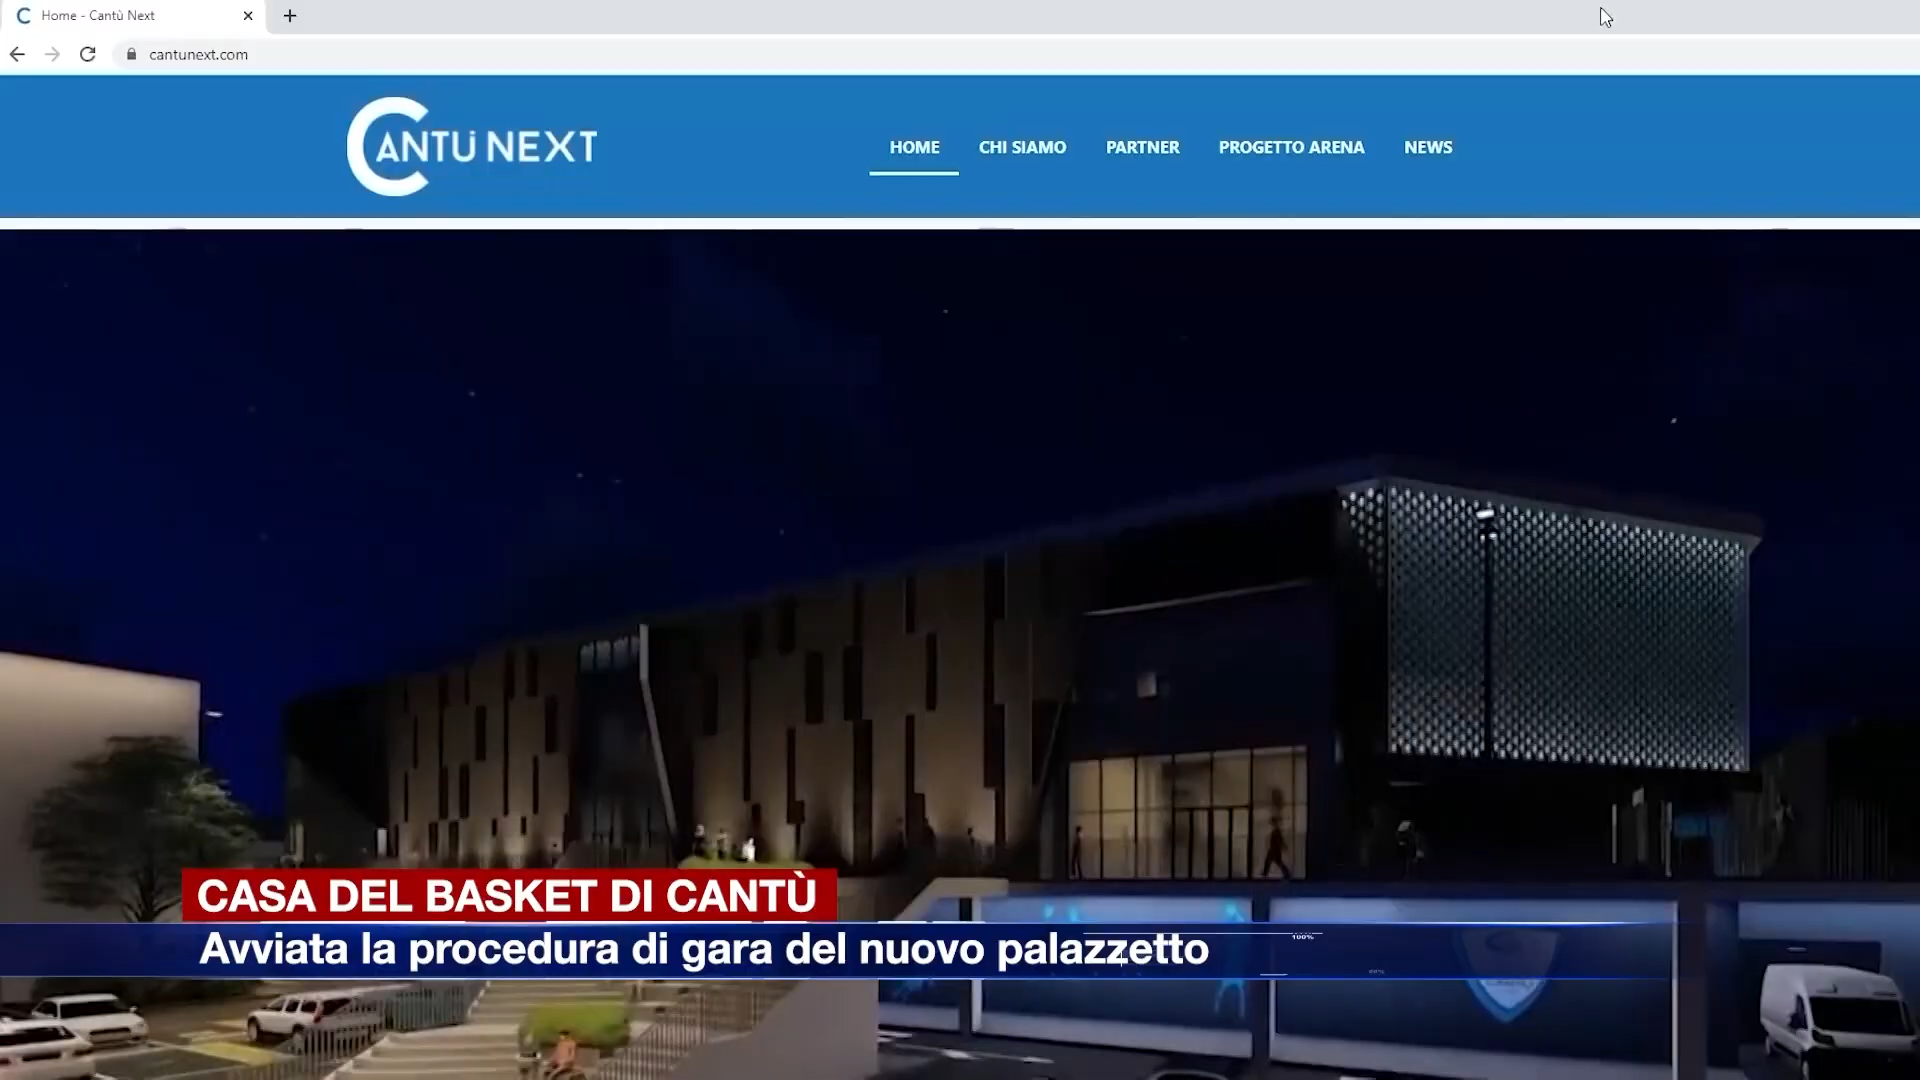 Home - Cantù Next
cantunext.com
CANTÙ NEXT
HOME
CHI SIAMO
PARTNER
PROGETTO ARENA
NEWS
CASA DEL BASKET DI CANTÙ
Avviata la procedura di gara del nuovo palazzetto
100%